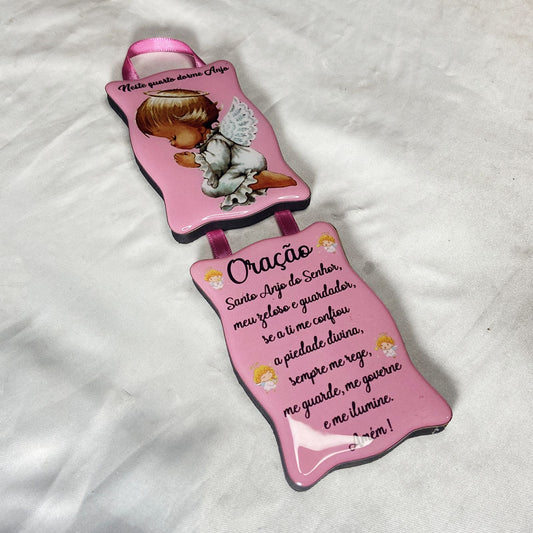 Neste quarto dorme Anjo
Oração
Santo Anjo do Senhor,
meu zeloso e guardador,
se a ti me confiou
a piedade divina,
sempre me rege,
me guarde, me governe
e me ilumine.
Amém !